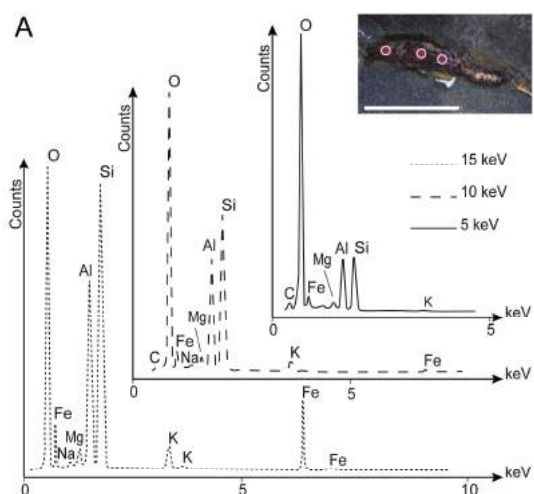 A
Counts
O
C
Fe
Mg
Al
Si
K
0
5
keV
15 keV
10 keV
5 keV
Counts
O
C
Fe
Na
Mg
Al
Si
K
Fe
0
5
keV
Counts
O
Fe
Na
Mg
Al
Si
K
K
Fe
Fe
0
5
10
keV